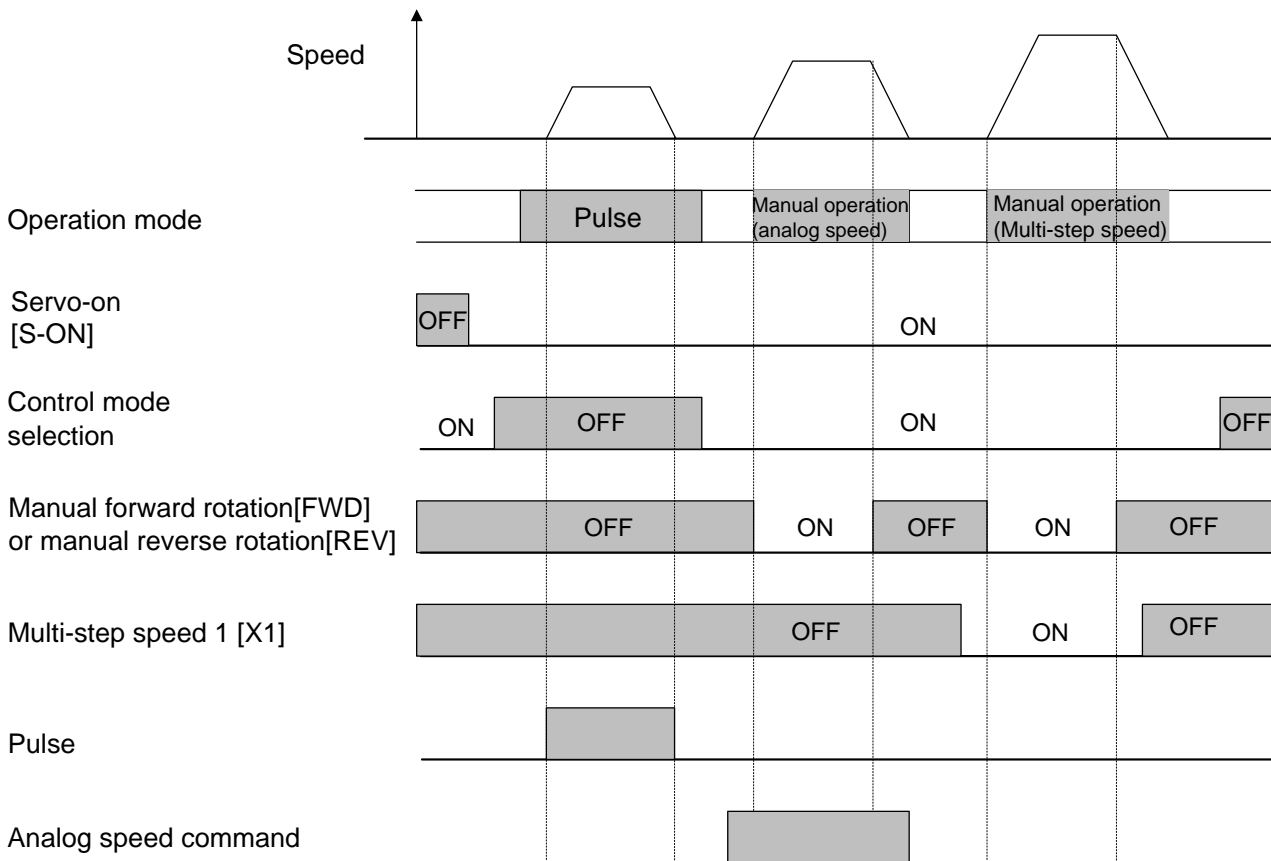 Speed
Operation mode
Pulse
Manual operation
(analog speed)
Manual operation
(Multi-step speed)
Servo-on
[S-ON]
OFF
ON
Control mode
selection
ON
OFF
ON
OFF
Manual forward rotation[FWD]
or manual reverse rotation[REV]
OFF
ON
OFF
ON
OFF
Multi-step speed 1 [X1]
OFF
ON
OFF
Pulse
Analog speed command